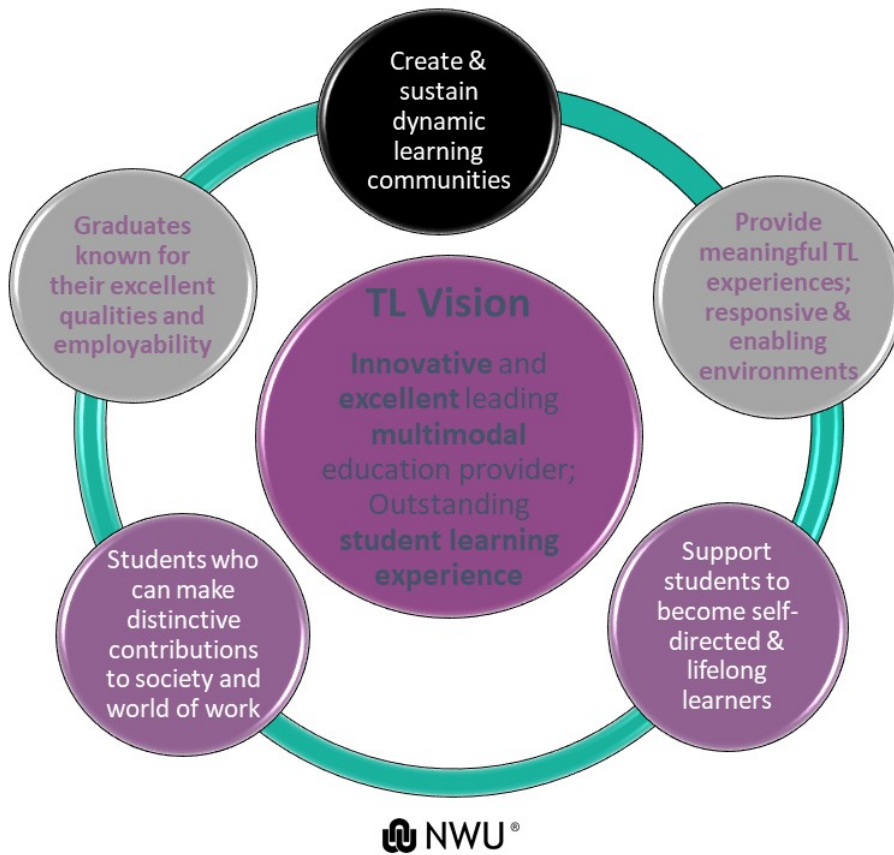 Create &
sustain
dynamic
learning
communities
Provide
meaningful TL
experiences;
responsive &
enabling
environments
Support
students to
become self-
directed &
lifelong
learners
Students who
can make
distinctive
contributions
to society and
world of work
Graduates
known for
their excellent
qualities and
employability
TL Vision
Innovative and
excellent leading
multimodal
education provider;
Outstanding
student learning
experience
NWU®